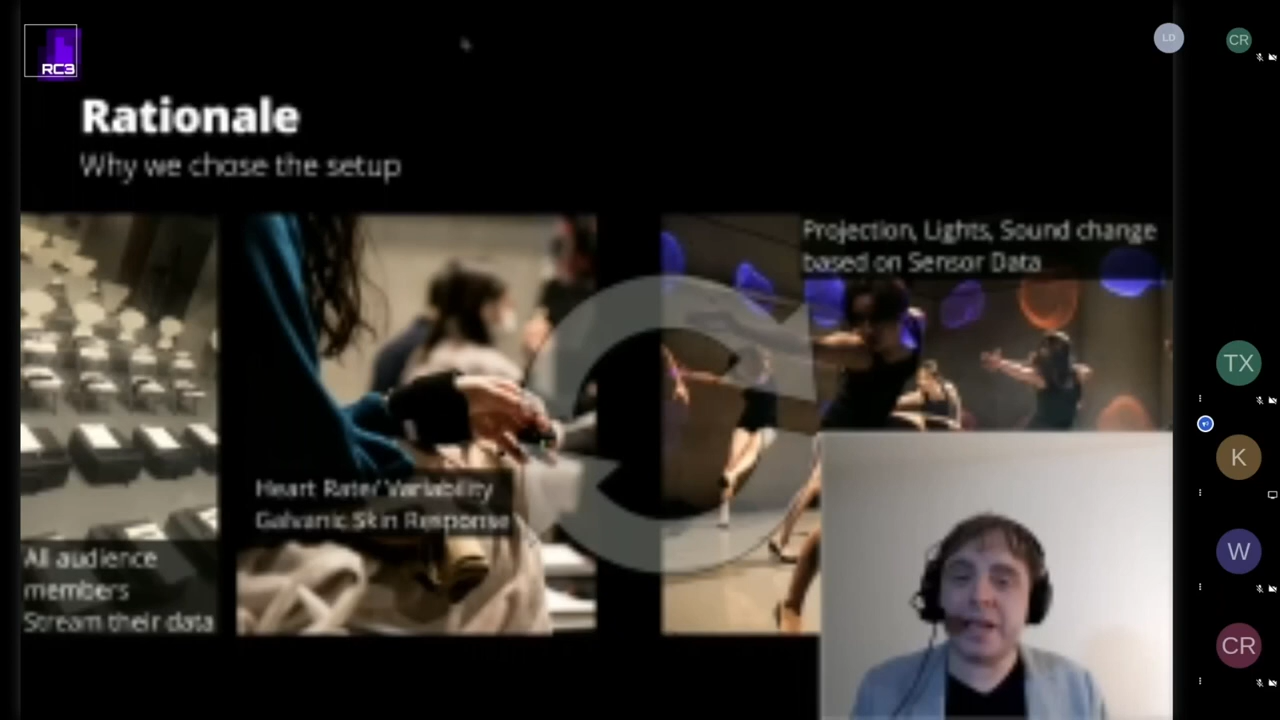 RC3
LD
CR
Rationale
Why we chose the setup
Projection, Lights, Sound change
based on Sensor Data
Heart Rate/ Variability
Galvanic Skin Response
All audience
members
Stream their data
TX
K
W
CR